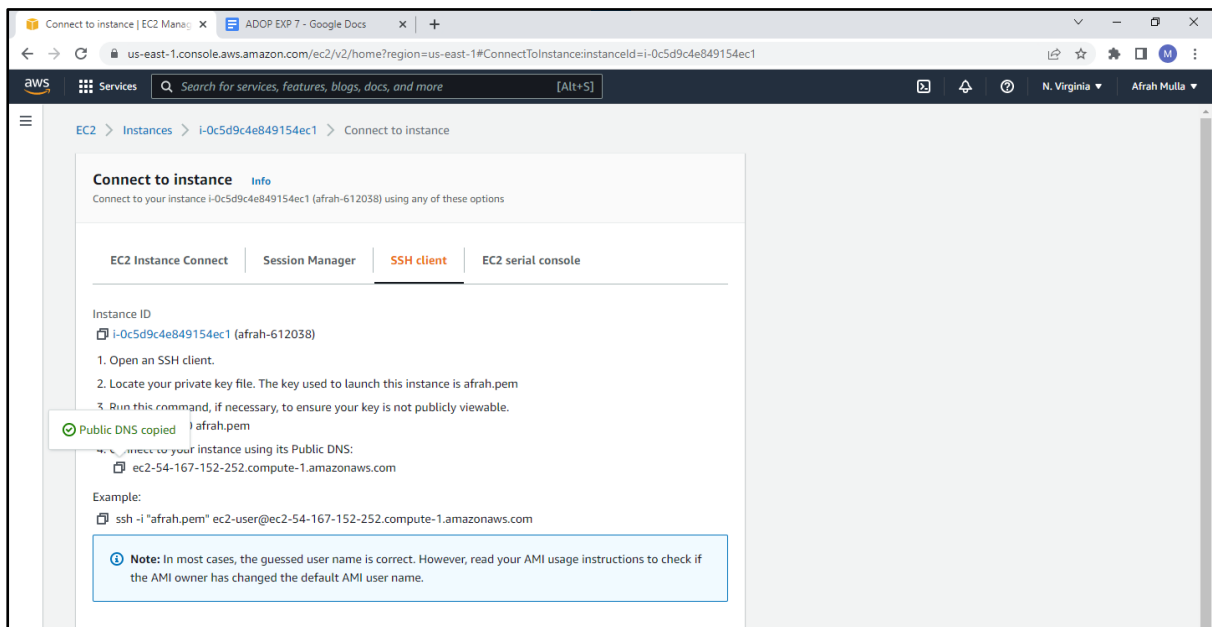 Connect to instance | EC2 Manag
ADOP EXP 7 - Google Docs
us-east-1.console.aws.amazon.com/ec2/v2/home?region=us-east-1#ConnectToInstance:instanceId=i-0c5d9c4e849154ec1
M
aws
Services
Search for services, features, blogs, docs, and more
[Alt+S]
N. Virginia
Afrah Mulla
EC2 > Instances > i-0c5d9c4e849154ec1 > Connect to instance
Connect to instance Info
Connect to your instance i-0c5d9c4e849154ec1 (afrah-612038) using any of these options
EC2 Instance Connect
Session Manager
SSH client
EC2 serial console
Instance ID
i-0c5d9c4e849154ec1 (afrah-612038)
1. Open an SSH client.
2. Locate your private key file. The key used to launch this instance is afrah.pem
3. Run this command, if necessary, to ensure your key is not publicly viewable.
Public DNS copied
afrah.pem
4. Connect to your instance using its Public DNS:
ec2-54-167-152-252.compute-1.amazonaws.com
Example:
ssh -i "afrah.pem" ec2-user@ec2-54-167-152-252.compute-1.amazonaws.com
Note: In most cases, the guessed user name is correct. However, read your AMI usage instructions to check if
the AMI owner has changed the default AMI user name.